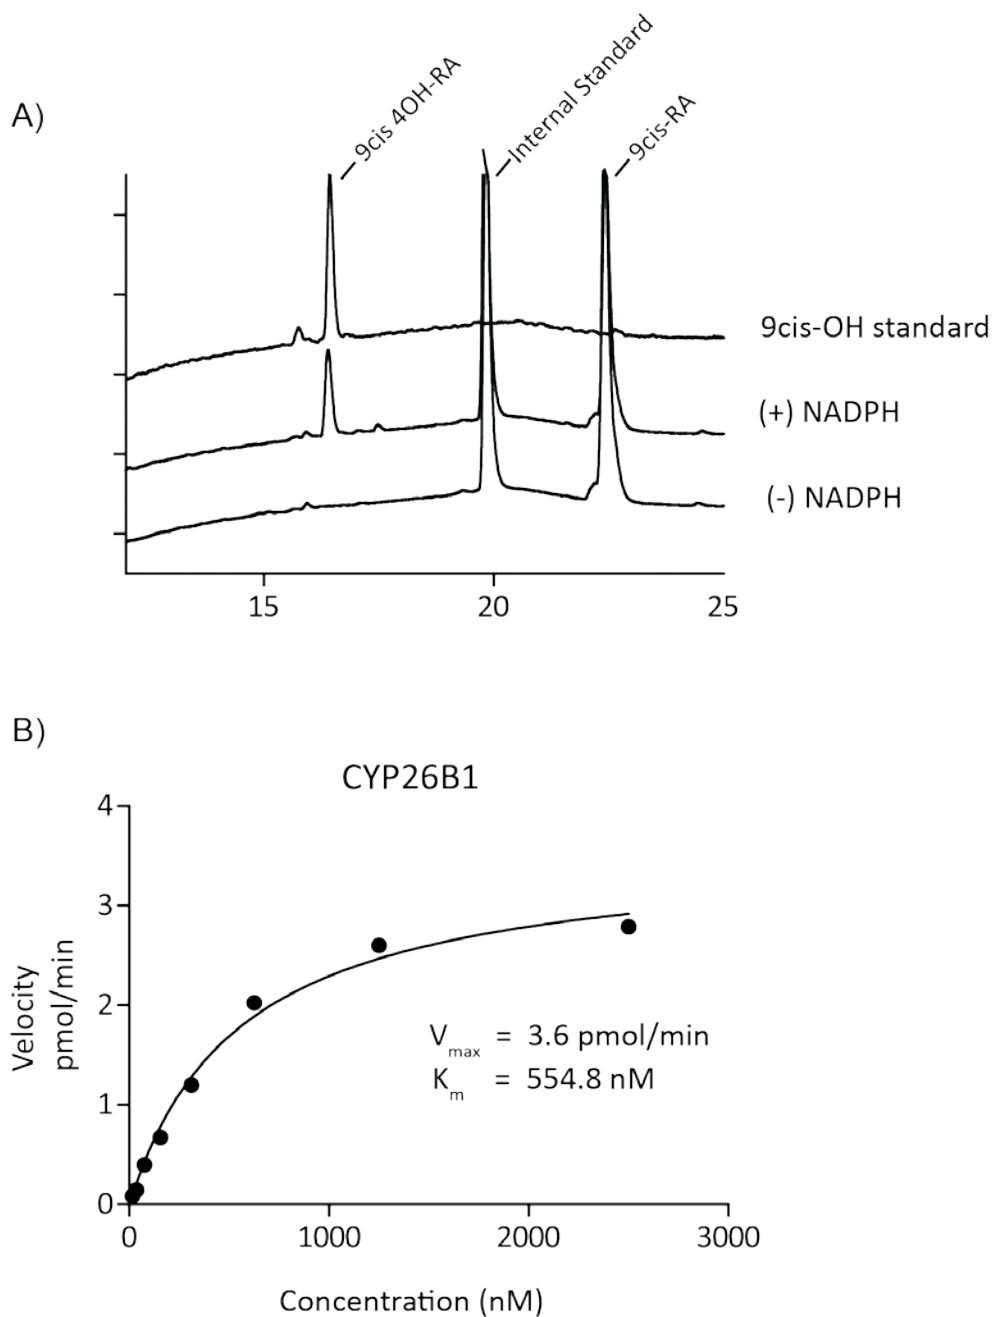 A)
9cis 4OH-RA
Internal Standard
9cis-RA
9cis-OH standard
(+) NADPH
(-) NADPH
15 20 25
B)
CYP26B1
4
3
2
1
0
Velocity
pmol/min
Vmax = 3.6 pmol/min
Km = 554.8 nM
0 1000 2000 3000
Concentration (nM)